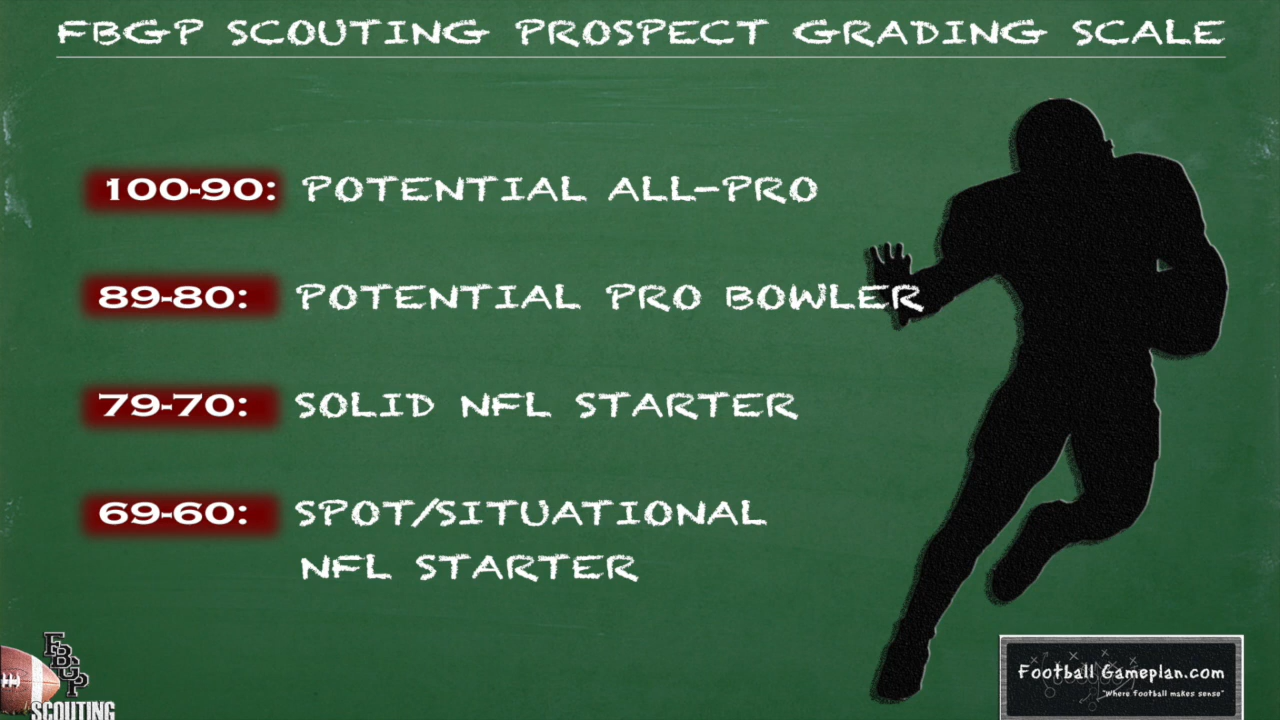 FBGP SCOUTING PROSPECT GRADING SCALE
100-90: POTENTIAL ALL-PRO
89-80: POTENTIAL PRO BOWLER
79-70: SOLID NFL STARTER
69-60: SPOT/SITUATIONAL
NFL STARTER
FBGP
SCOUTING
Football Gameplan.com
"Where football makes sense"